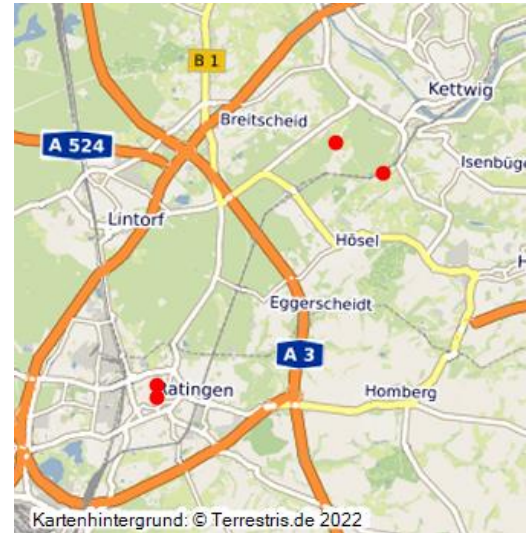 B 1
Kettwig
Breitscheid
A 524
Isenbüge
Lintorf
Hösel
H
Eggerscheidt
A 3
Ratingen
Homberg
Kartenhintergrund: © Terrestris.de 2022